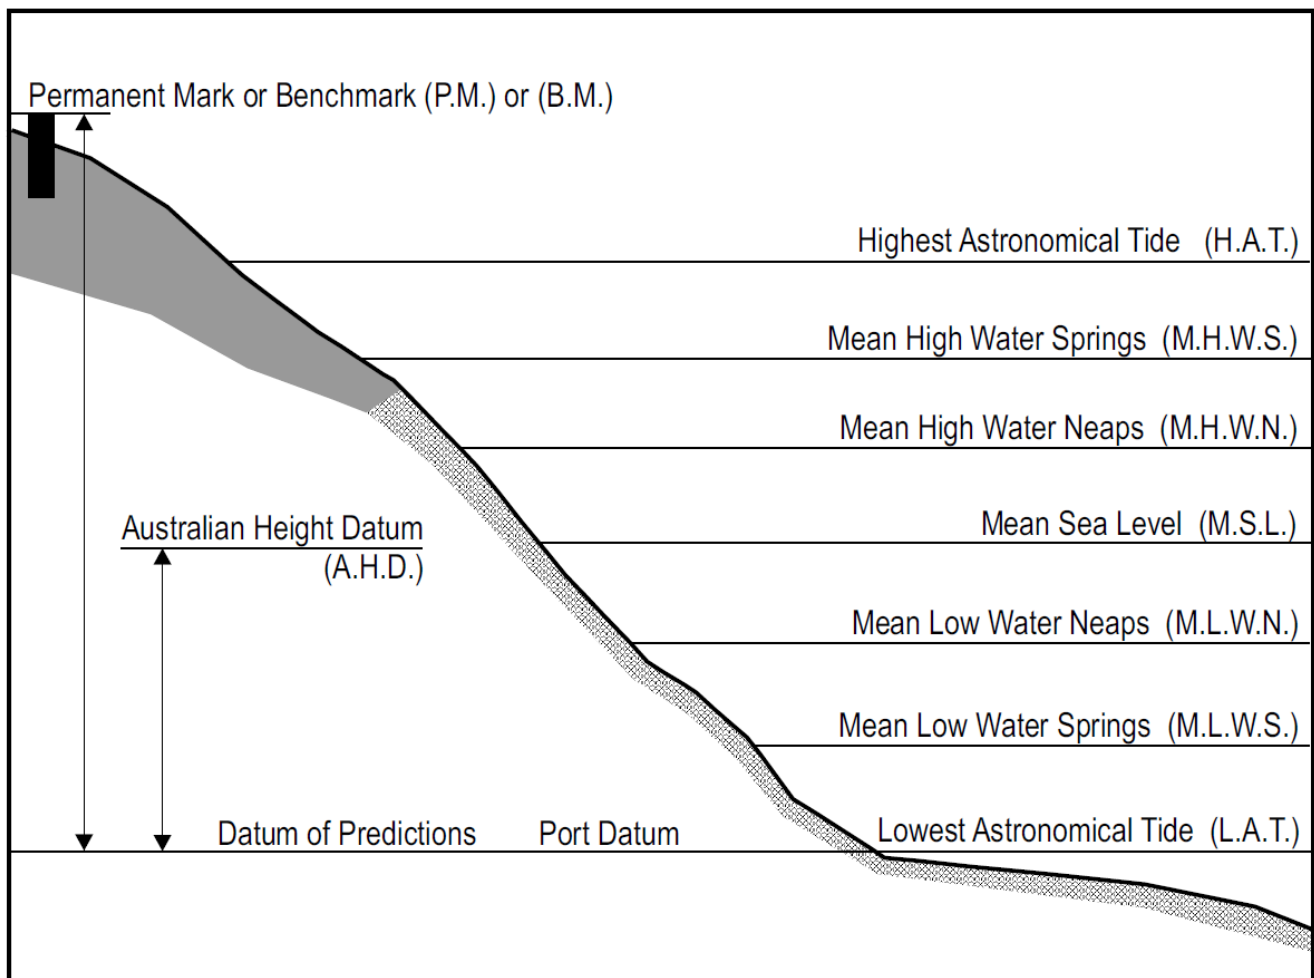 Permanent Mark or Benchmark (P.M.) or (B.M.)
Highest Astronomical Tide (H.A.T.)
Mean High Water Springs (M.H.W.S.)
Mean High Water Neaps (M.H.W.N.)
Australian Height Datum
(A.H.D.)
Mean Sea Level (M.S.L.)
Mean Low Water Neaps (M.L.W.N.)
Mean Low Water Springs (M.L.W.S.)
Datum of Predictions Port Datum Lowest Astronomical Tide (L.A.T.)